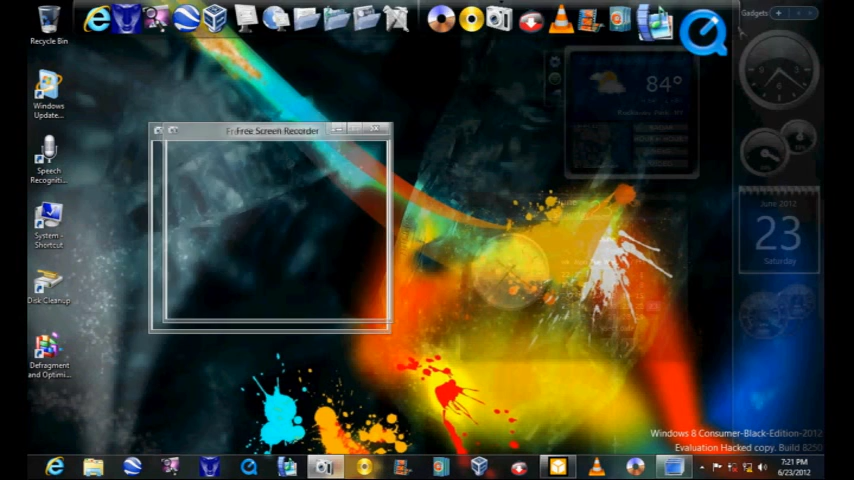 Gadgets
Recycle Bin
84°
Windows
Update...
Free Screen Recorder
Speech
Recogniti...
June 2012
23
Saturday
System -
Shortcut
Disk Cleanup
Defragment
and Optimi...
Windows 8 Consumer-Black-Edition-2012
Evaluation Hacked copy. Build 8250
7:21 PM
6/23/2012